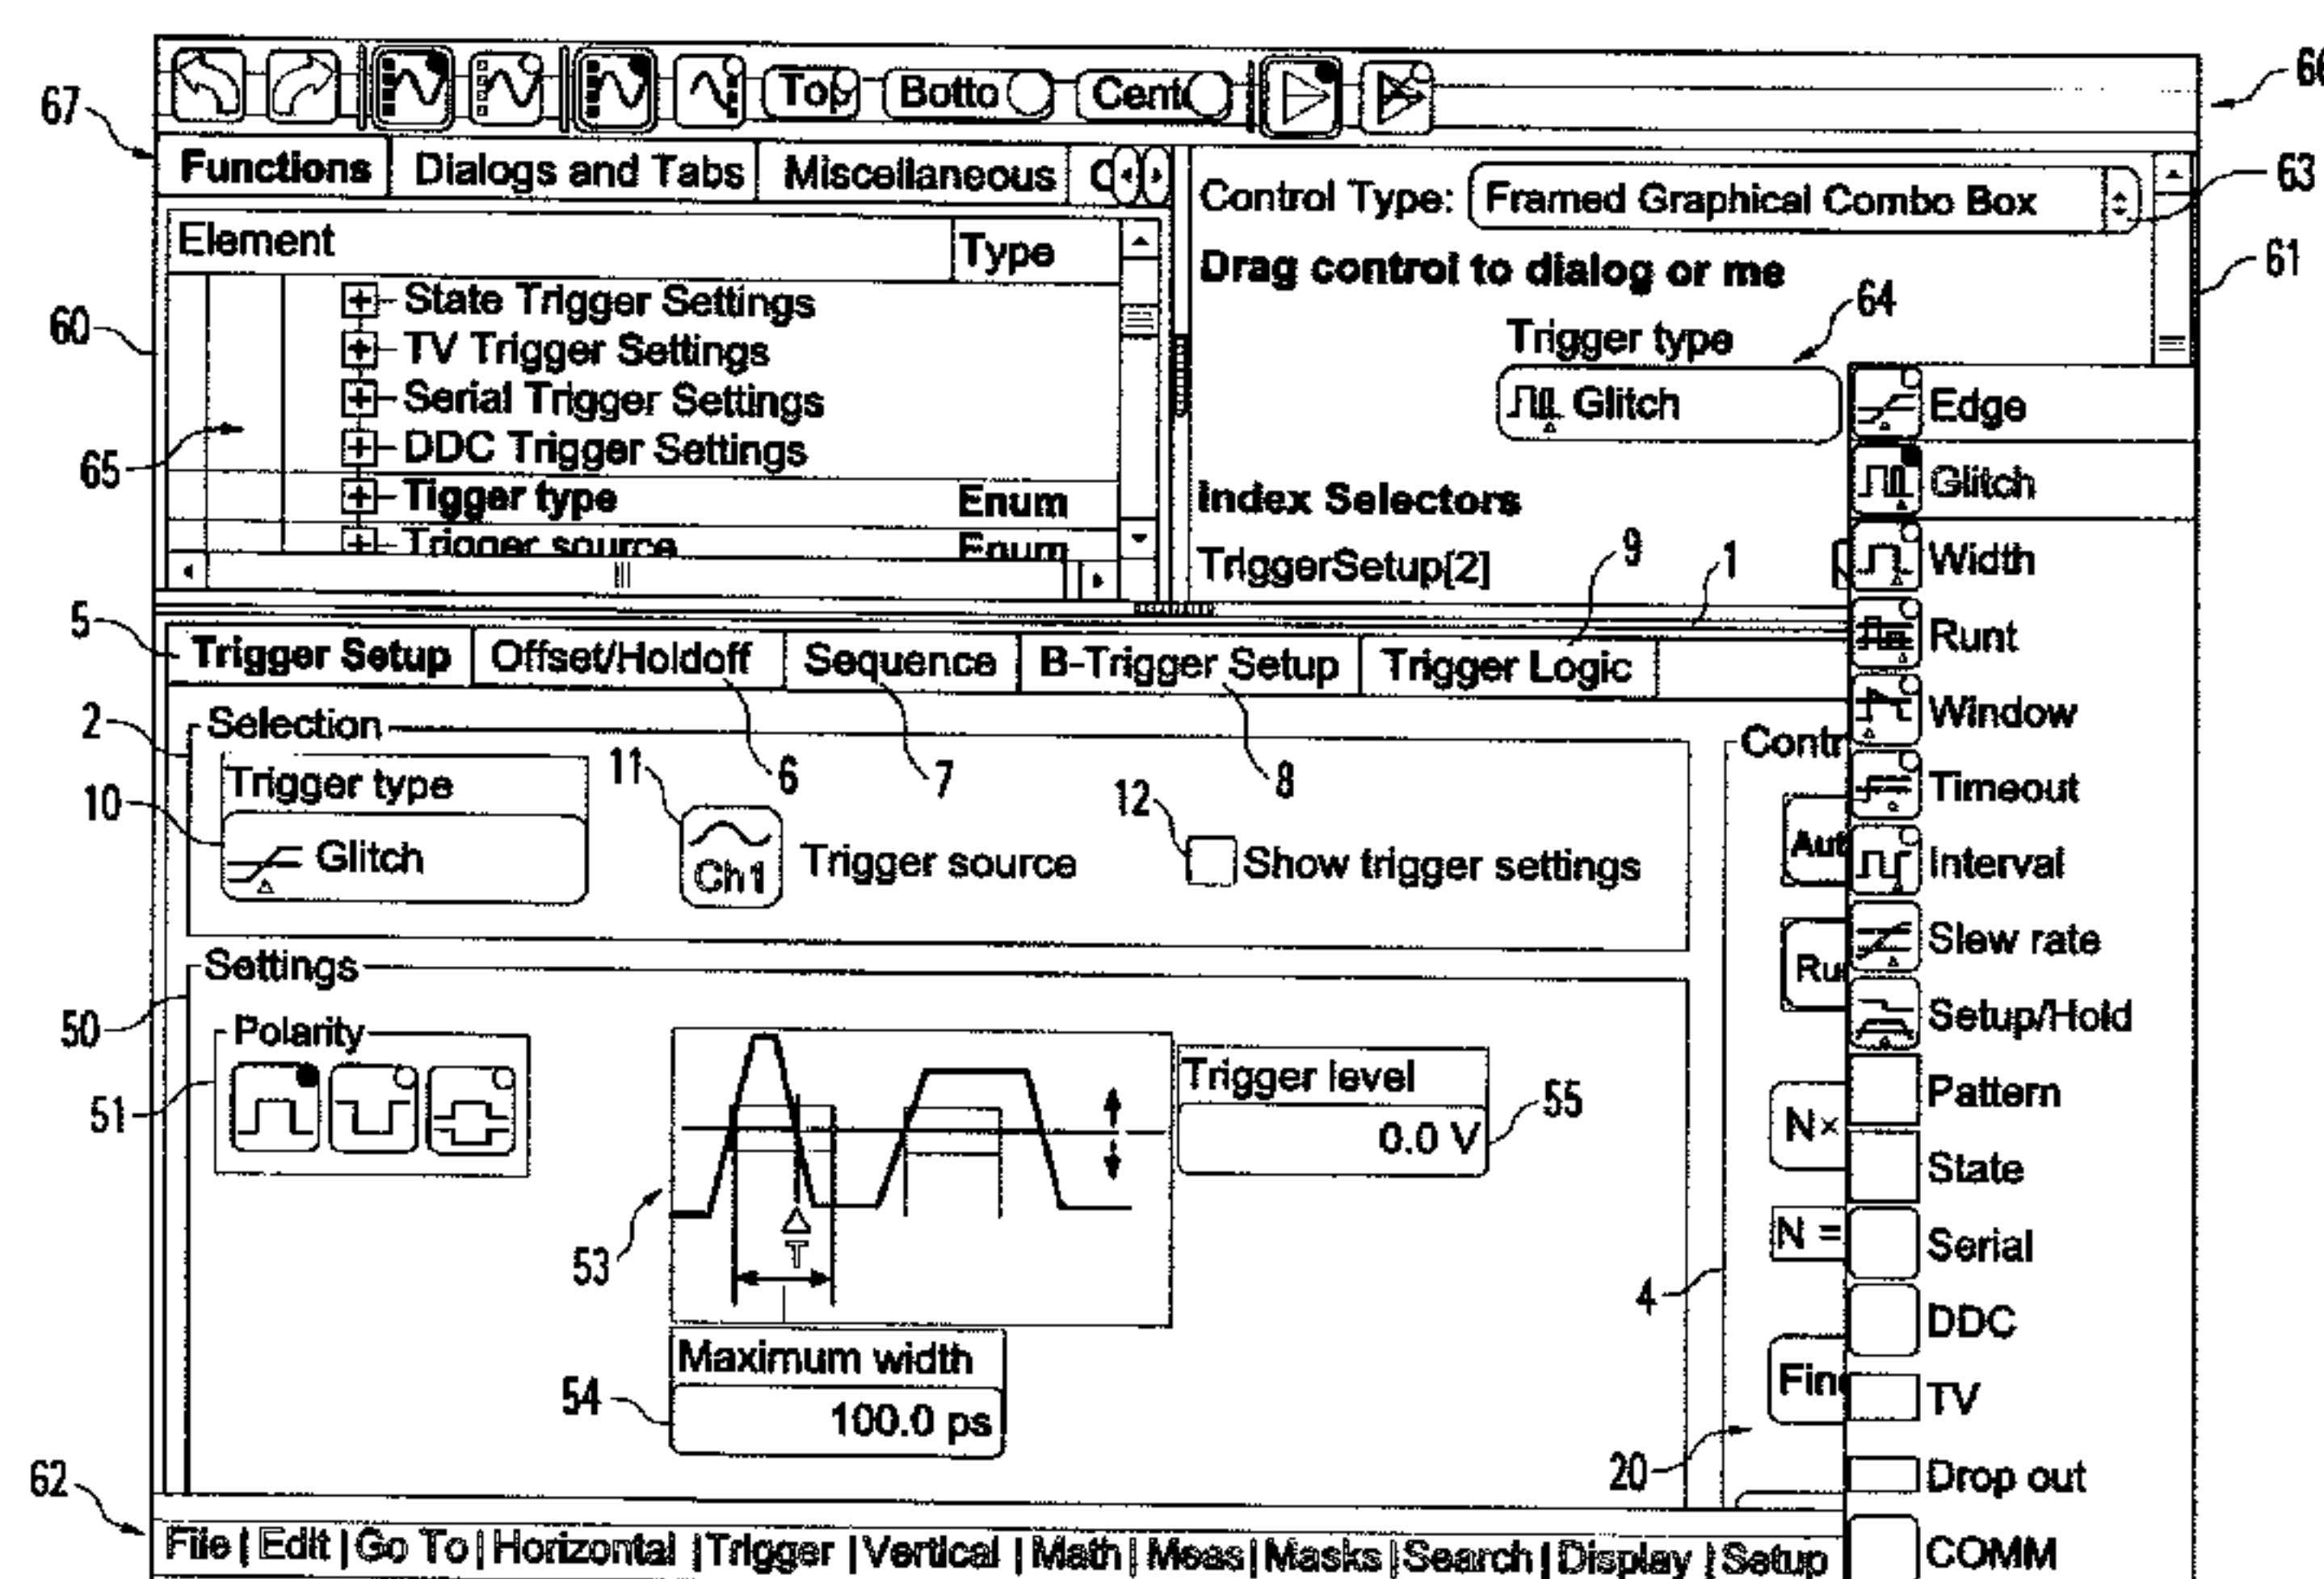 Top
Botto
Cent
66
67
Functions
Dialogs and Tabs
Miscellaneous
Control Type:
Framed Graphical Combo Box
63
Element
Type
Drag control to dialog or me
61
60
State Trigger Settings
TV Trigger Settings
Serial Trigger Settings
DDC Trigger Settings
65
Tigger type
Enum
Trigger source
Enum
Trigger type
64
Glitch
Index Selectors
TriggerSetup[2]
9
1
Edge
Glitch
Width
Runt
Window
Timeout
Interval
Slew rate
Setup/Hold
Pattern
State
Serial
DDC
TV
Drop out
COMM
5
Trigger Setup
Offset/Holdoff
Sequence
B-Trigger Setup
Trigger Logic
2
Selection
6
7
8
Trigger type
10
Glitch
11
Ch1
Trigger source
12
Show trigger settings
Contr
Aut
Ru
N×
N =
Fin
4
20
Settings
50
Polarity
51
53
T
Trigger level
0.0 V
55
Maximum width
54
100.0 ps
62
File | Edit | Go To | Horizontal | Trigger | Vertical | Math | Meas | Masks | Search | Display | Setup